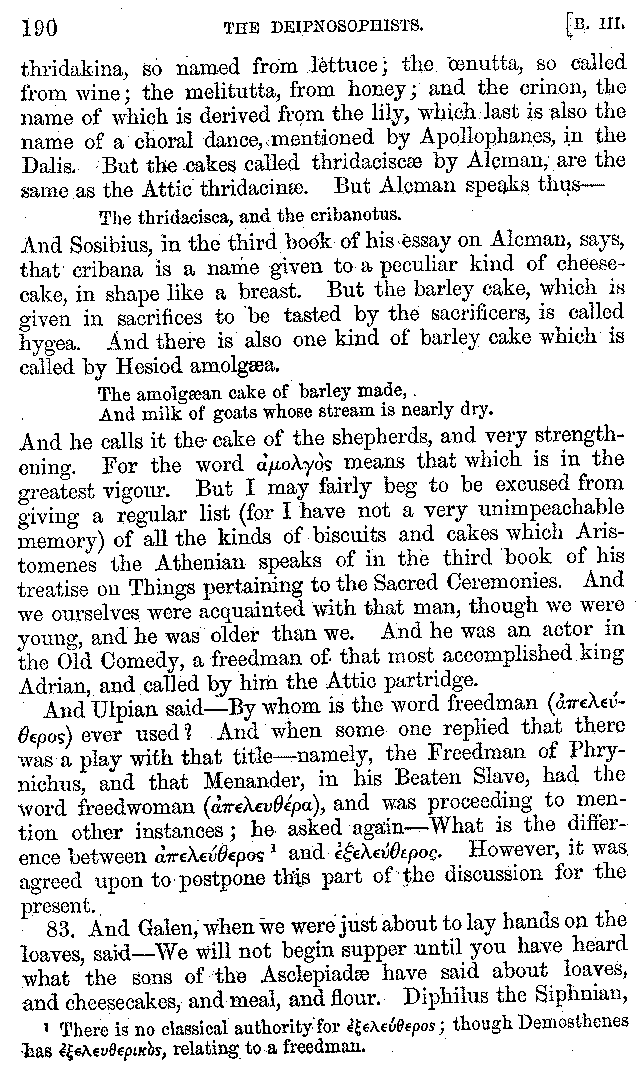 190 THE DEIPNOSOPHISTS. [B. III.
thridakina, so named from lettuce; the œnutta, so called
from wine; the melitutta, from honey; and the crinon, the
name of which is derived from the lily, which last is also the
name of a choral dance, mentioned by Apollophanes, in the
Dalis. But the cakes called thridaciscæ by Alcman, are the
same as the Attic thridacinæ. But Alcman speaks thus—
The thridacisca, and the cribanotus.
And Sosibius, in the third book of his essay on Alcman, says,
that cribana is a name given to a peculiar kind of cheese-
cake, in shape like a breast. But the barley cake, which is
given in sacrifices to be tasted by the sacrificers, is called
hygea. And there is also one kind of barley cake which is
called by Hesiod amolgæa.
The amolgæan cake of barley made,
And milk of goats whose stream is nearly dry.
And he calls it the cake of the shepherds, and very strength-
ening. For the word ἀμολγὸς means that which is in the
greatest vigour. But I may fairly beg to be excused from
giving a regular list (for I have not a very unimpeachable
memory) of all the kinds of biscuits and cakes which Aris-
tomenes the Athenian speaks of in the third book of his
treatise on Things pertaining to the Sacred Ceremonies. And
we ourselves were acquainted with that man, though we were
young, and he was older than we. And he was an actor in
the Old Comedy, a freedman of that most accomplished king
Adrian, and called by him the Attic partridge.
And Ulpian said—By whom is the word freedman (ἀπελεύ-
θερος) ever used? And when some one replied that there
was a play with that title—namely, the Freedman of Phry-
nichus, and that Menander, in his Beaten Slave, had the
word freedwoman (ἀπελευθέρα), and was proceeding to men-
tion other instances; he asked again—What is the differ-
ence between ἀπελεύθερος ¹ and ἐξελεύθερος. However, it was
agreed upon to postpone this part of the discussion for the
present.
83. And Galen, when we were just about to lay hands on the
loaves, said—We will not begin supper until you have heard
what the sons of the Asclepiadæ have said about loaves,
and cheesecakes, and meal, and flour. Diphilus the Siphnian,
¹ There is no classical authority for ἐξελεύθερος; though Demosthenes
has ἐξελευθερικὸς, relating to a freedman.